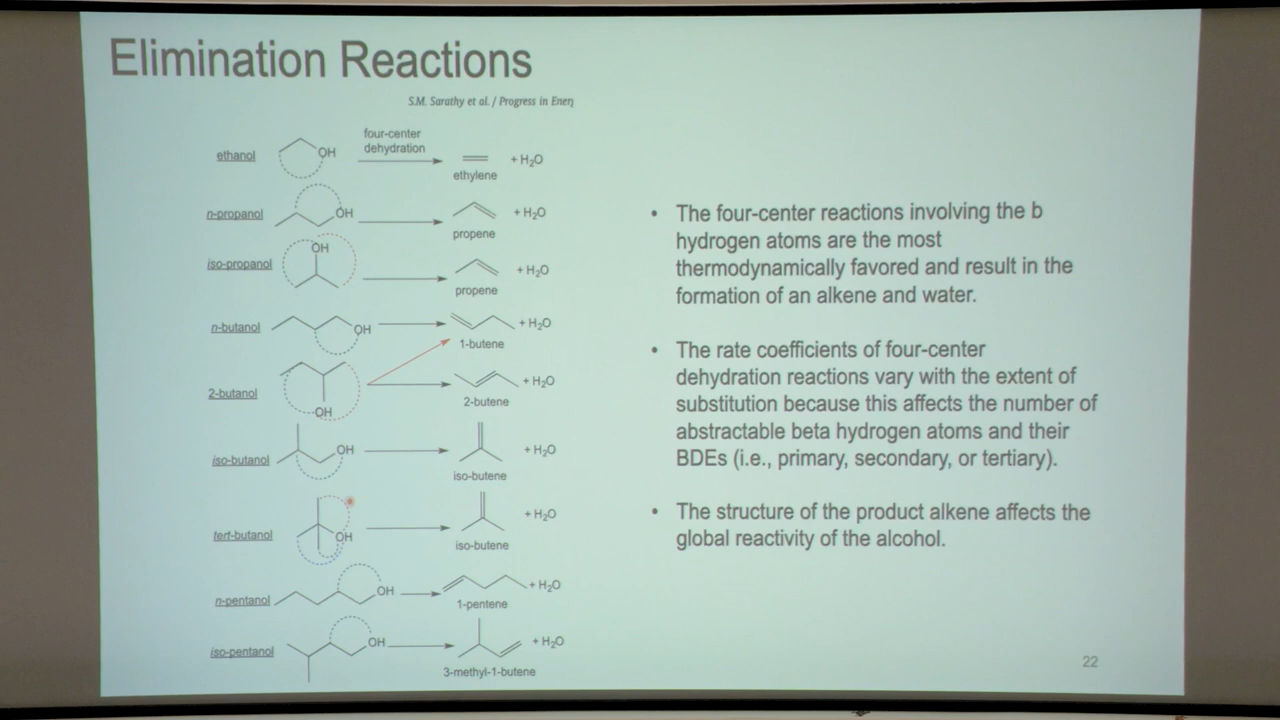 Elimination Reactions
S.M. Sarathy et al. / Progress in Energ
ethanol
OH
four-center
dehydration
ethylene
+ H₂O
n-propanol
OH
propene
+ H₂O
iso-propanol
OH
propene
+ H₂O
n-butanol
OH
1-butene
+ H₂O
2-butanol
OH
2-butene
+ H₂O
iso-butanol
OH
iso-butene
+ H₂O
tert-butanol
OH
iso-butene
+ H₂O
n-pentanol
OH
1-pentene
+ H₂O
iso-pentanol
OH
3-methyl-1-butene
+ H₂O
• The four-center reactions involving the b
hydrogen atoms are the most
thermodynamically favored and result in the
formation of an alkene and water.
• The rate coefficients of four-center
dehydration reactions vary with the extent of
substitution because this affects the number of
abstractable beta hydrogen atoms and their
BDEs (i.e., primary, secondary, or tertiary).
• The structure of the product alkene affects the
global reactivity of the alcohol.
22